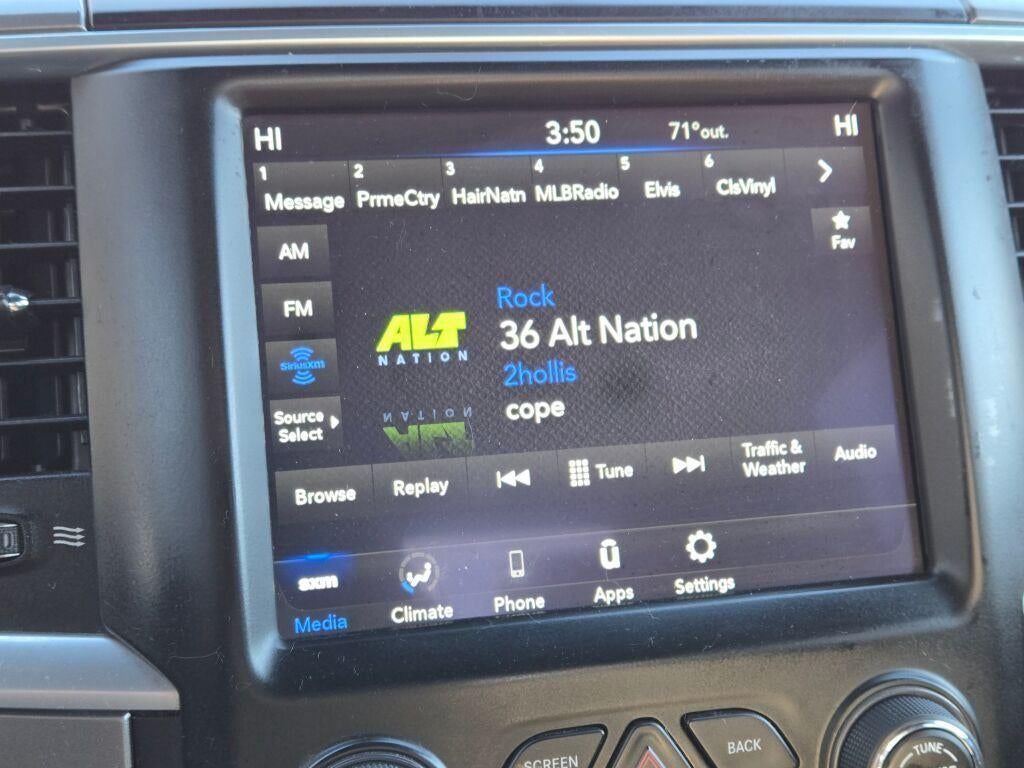 HI 3:50 71°out. HI
1 2 3 4 5 6
Message PrmeCtry HairNatn MLBRadio Elvis ClsVinyl
AM
Fav
FM
SiriusXM
Source
Select
ALT
NATION
Rock
36 Alt Nation
2hollis
cope
NATION
ALT
Browse Replay Tune Traffic &
Weather Audio
sxm
Media Climate Phone Apps Settings
SCREEN
BACK
TUNE